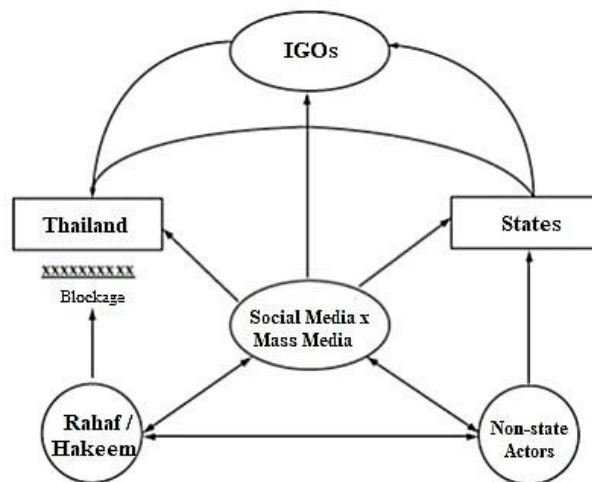 IGOs
Thailand
States
XXXXXXXXXX
Blockage
Social Media x
Mass Media
Rahaf /
Hakeem
Non-state
Actors